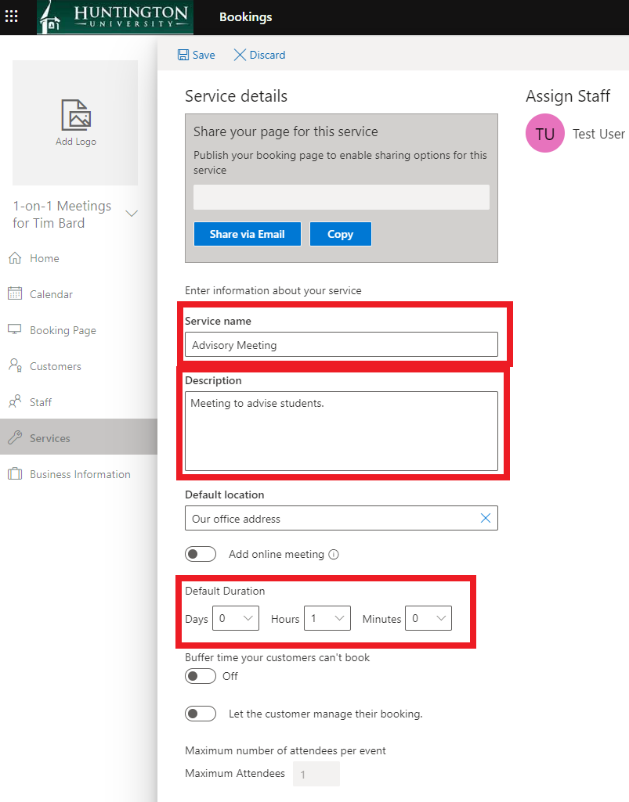 HUNTINGTON
UNIVERSITY
Bookings
Save
Discard
Add Logo
1-on-1 Meetings
for Tim Bard
Home
Calendar
Booking Page
Customers
Staff
Services
Business Information
Service details
Share your page for this service
Publish your booking page to enable sharing options for this
service
Share via Email
Copy
Enter information about your service
Service name
Advisory Meeting
Description
Meeting to advise students.
Default location
Our office address
Add online meeting
Default Duration
Days 0 Hours 1 Minutes 0
Buffer time your customers can't book
Off
Let the customer manage their booking.
Maximum number of attendees per event
Maximum Attendees 1
Assign Staff
TU Test User